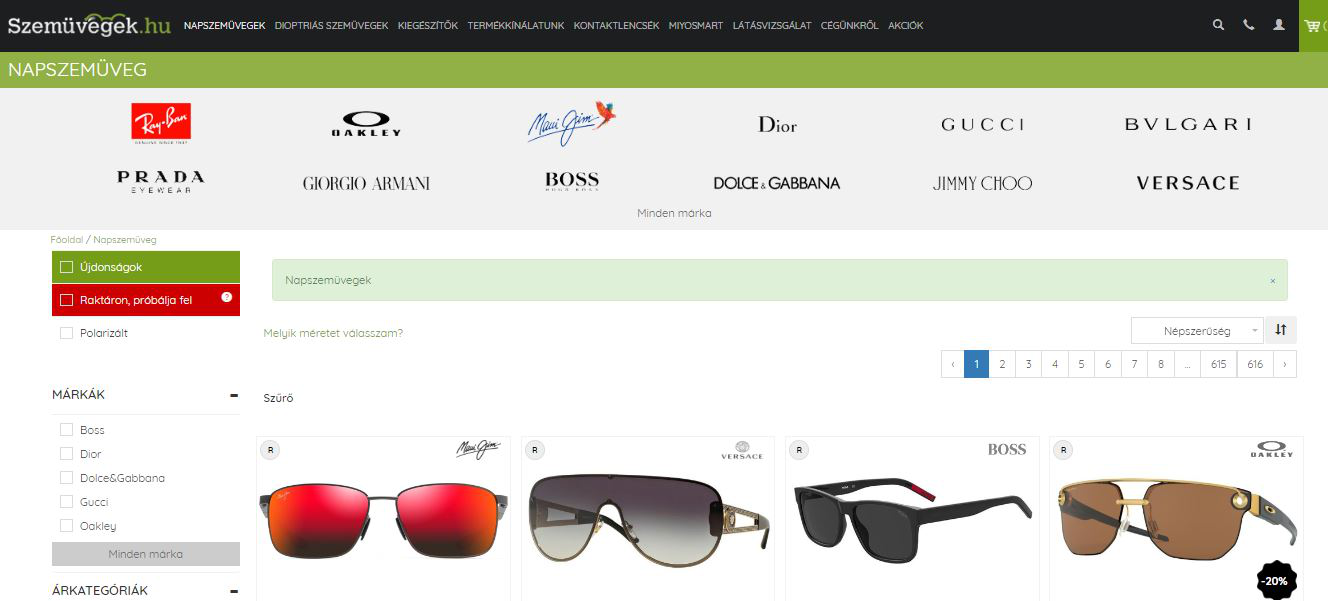 Szemüvegek.hu NAPSZEMÜVEGEK DIOPTRIÁS SZEMÜVEGEK KIEGÉSZÍTŐK TERMÉKKÍNÁLATUNK KONTAKTLENCSÉK MIYOSMART LÁTÁSVIZSGÁLAT CÉGÜNKRŐL AKCIÓK
NAPSZEMÜVEG
Ray-Ban OAKLEY Maui Jim Dior GUCCI BVLGARI
GENUINE SINCE 1937
PRADA GIORGIO ARMANI BOSS DOLCE & GABBANA JIMMY CHOO VERSACE
EYEWEAR HUGO BOSS
Minden márka
Főoldal / Napszemüveg
Újdonságok
Napszemüvegek ×
Raktáron, próbálja fel ?
Polarizált
Melyik méretet válasszam?
Népszerűség
‹ 1 2 3 4 5 6 7 8 ... 615 616 ›
MÁRKÁK
Szűrő
Boss
Dior
Dolce&Gabbana
Gucci
Oakley
Minden márka
ÁRKATEGÓRIÁK
R Maui Jim
R VERSACE
R BOSS
R OAKLEY
-20%